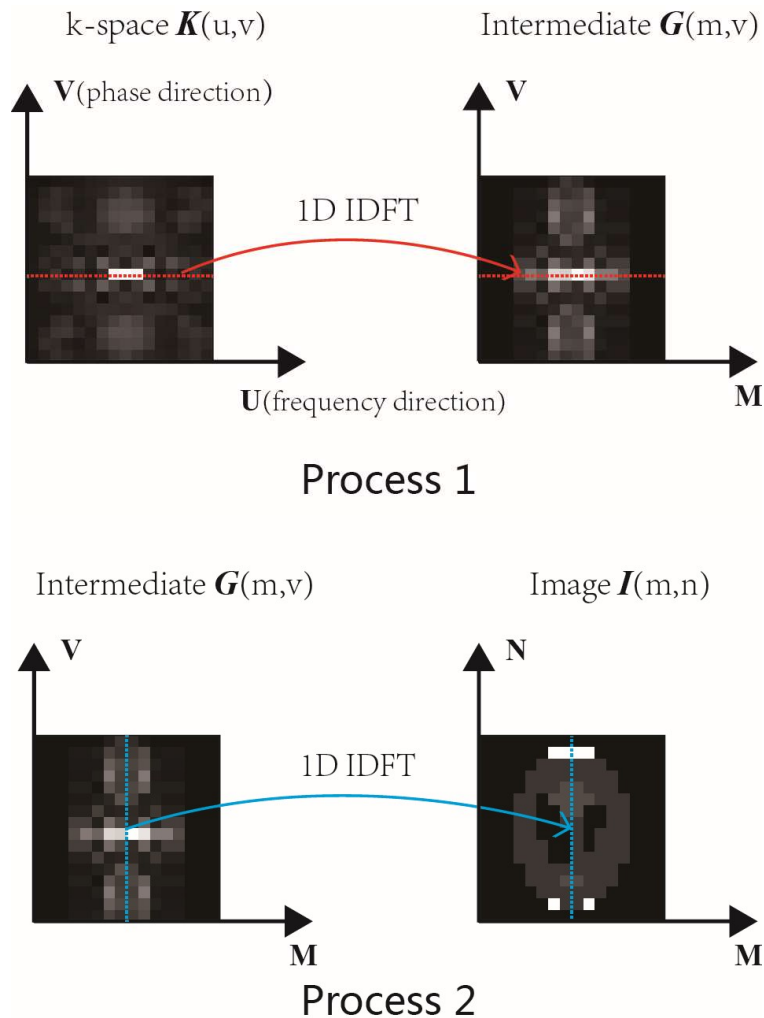 k-space K(u,v)
Intermediate G(m,v)
V(phase direction)
V
1D IDFT
U(frequency direction)
M
Process 1
Intermediate G(m,v)
Image I(m,n)
V
N
1D IDFT
M
M
Process 2